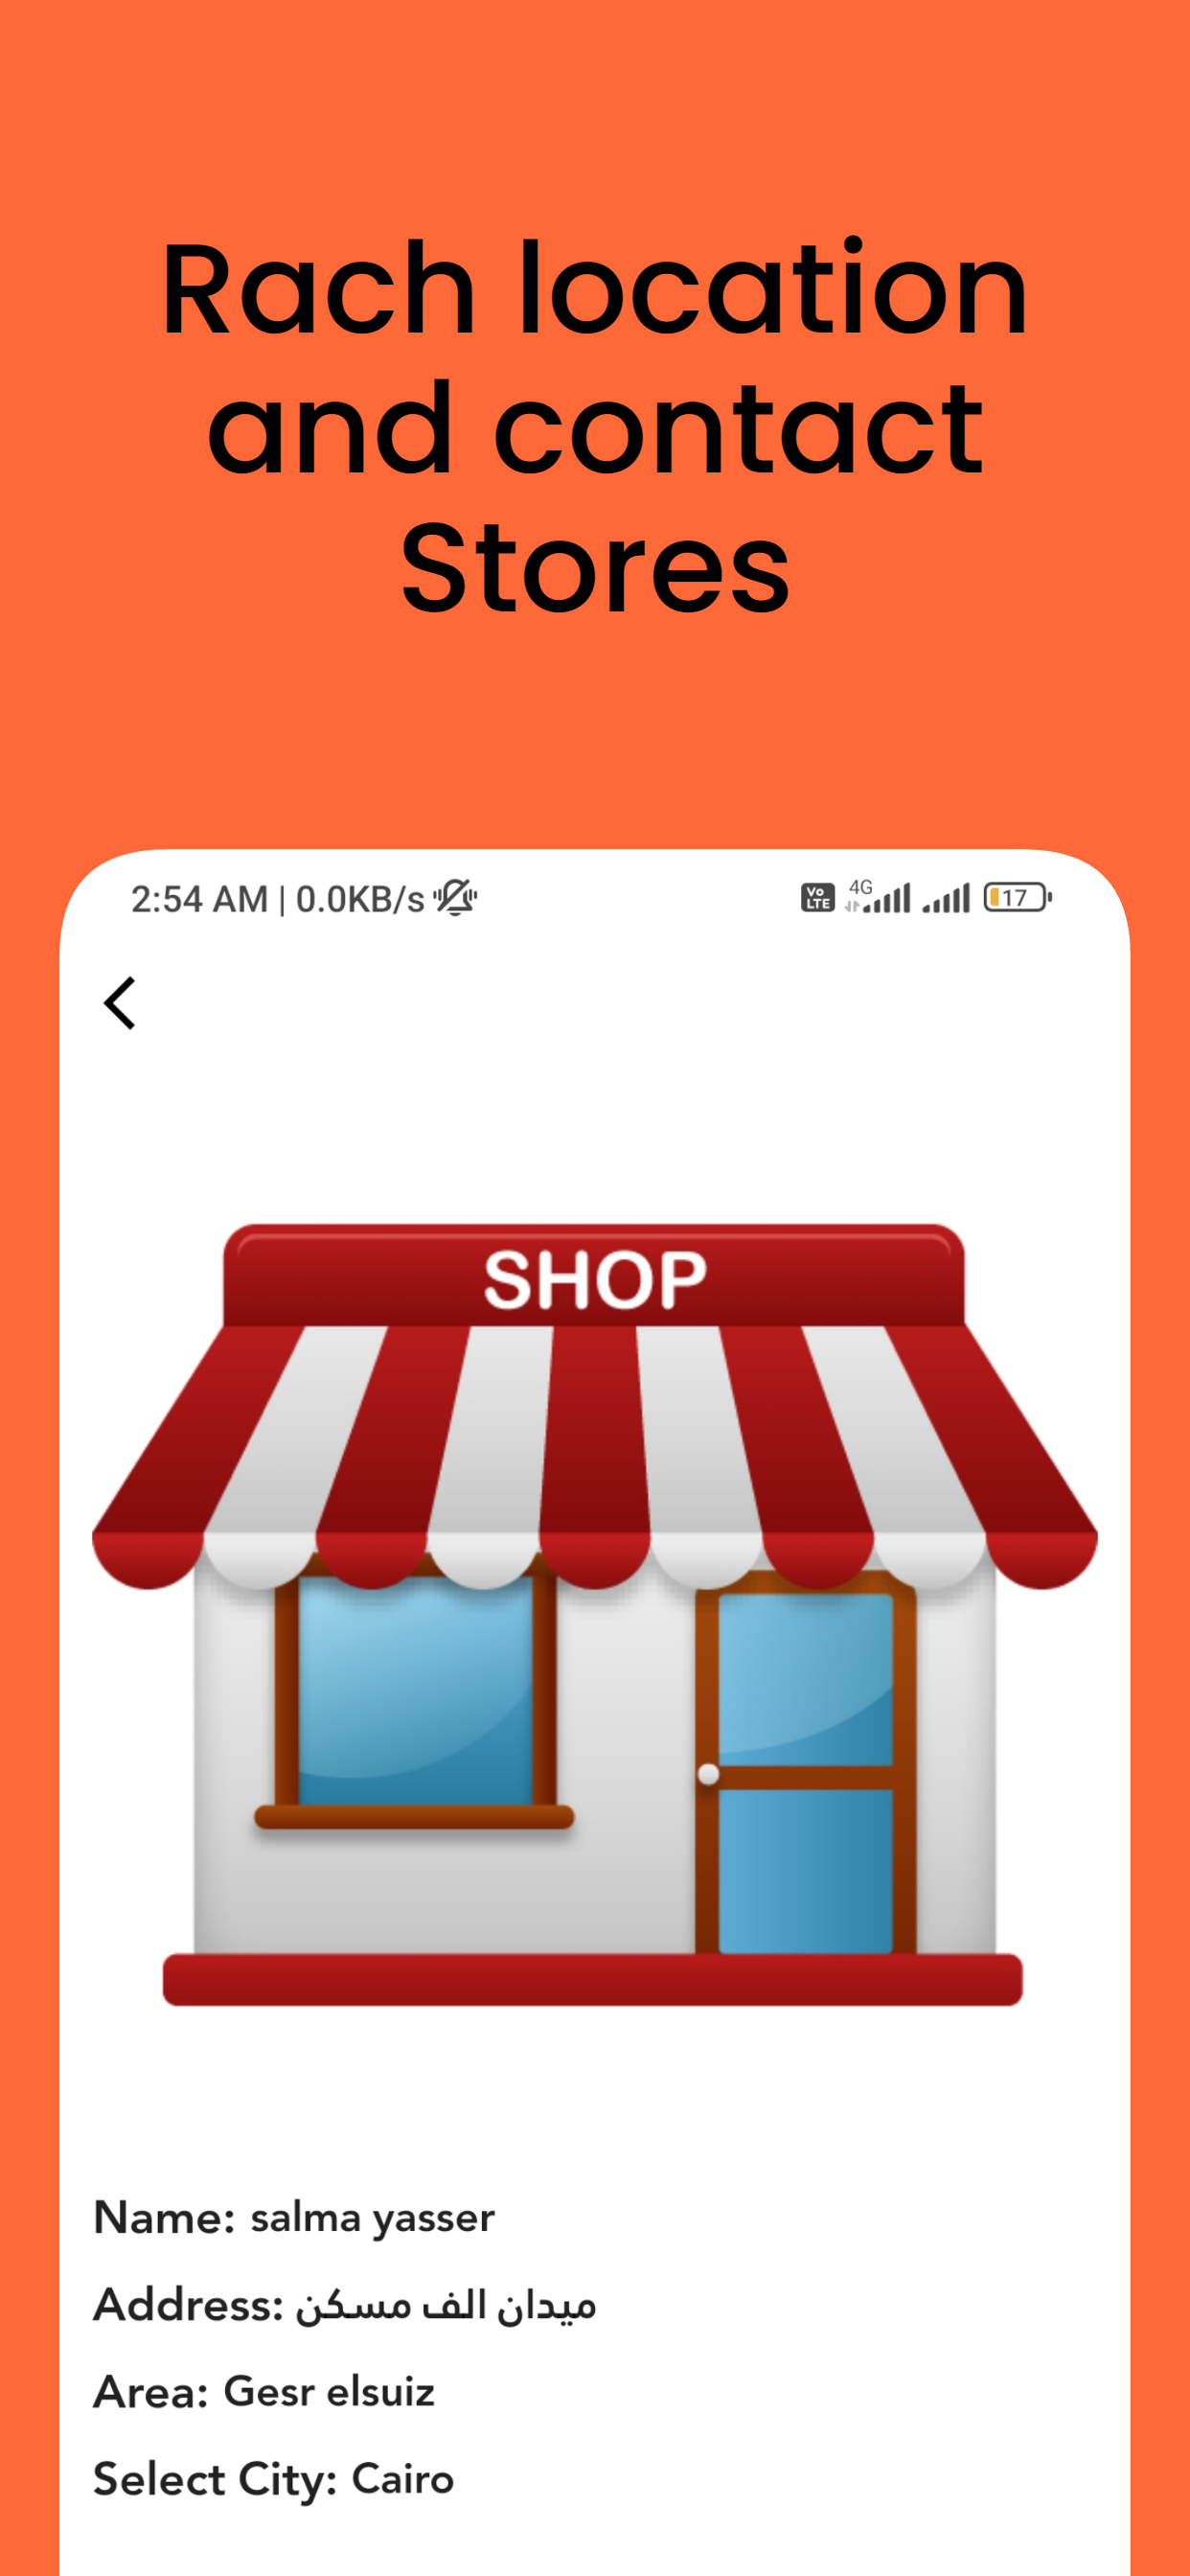 Rach location
and contact
Stores
2:54 AM | 0.0KB/s
Vo LTE 4G 17
SHOP
Name: salma yasser
Address: ميدان الف مسكن
Area: Gesr elsuiz
Select City: Cairo